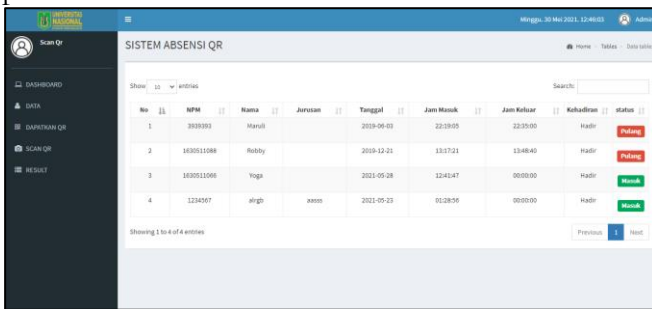 UNIVERSITAS
NASIONAL
Minggu, 30 Mei 2021, 12:46:03 Admin
Scan Qr
SISTEM ABSENSI QR
Home Tables Data table
DASHBOARD
DATA
DAPATKAN QR
SCAN QR
RESULT
Show 10 entries Search:
No NPM Nama Jurusan Tanggal Jam Masuk Jam Keluar Kehadiran status
1 3939393 Maruli 2019-06-03 22:19:05 22:35:00 Hadir Pulang
2 1630511088 Robby 2019-12-21 13:17:21 13:48:40 Hadir Pulang
3 1630511066 Yoga 2021-05-28 12:41:47 00:00:00 Hadir Masuk
4 1234567 alrgb 2021-05-23 01:28:56 00:00:00 Hadir Masuk
Showing 1 to 4 of 4 entries
Previous 1 Next